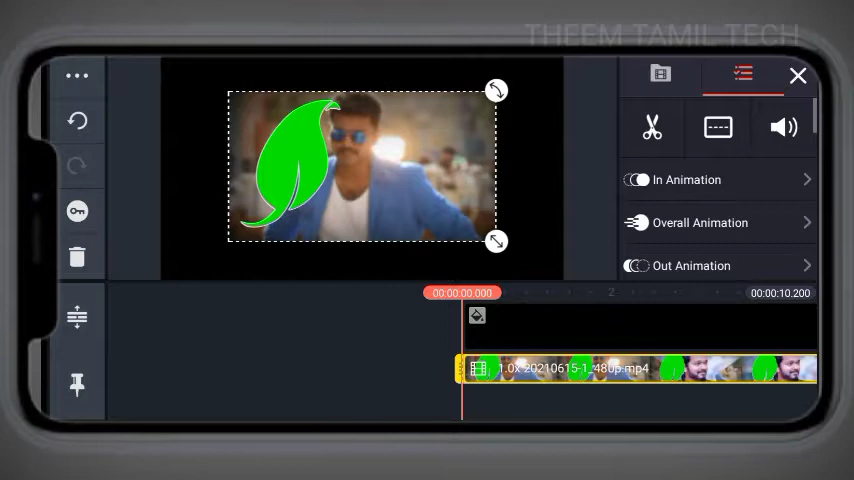 THEEM TAMIL TECH
In Animation
Overall Animation
Out Animation
00:00:00.000
2
00:00:10.200
1.0x 20210615-1_480p.mp4